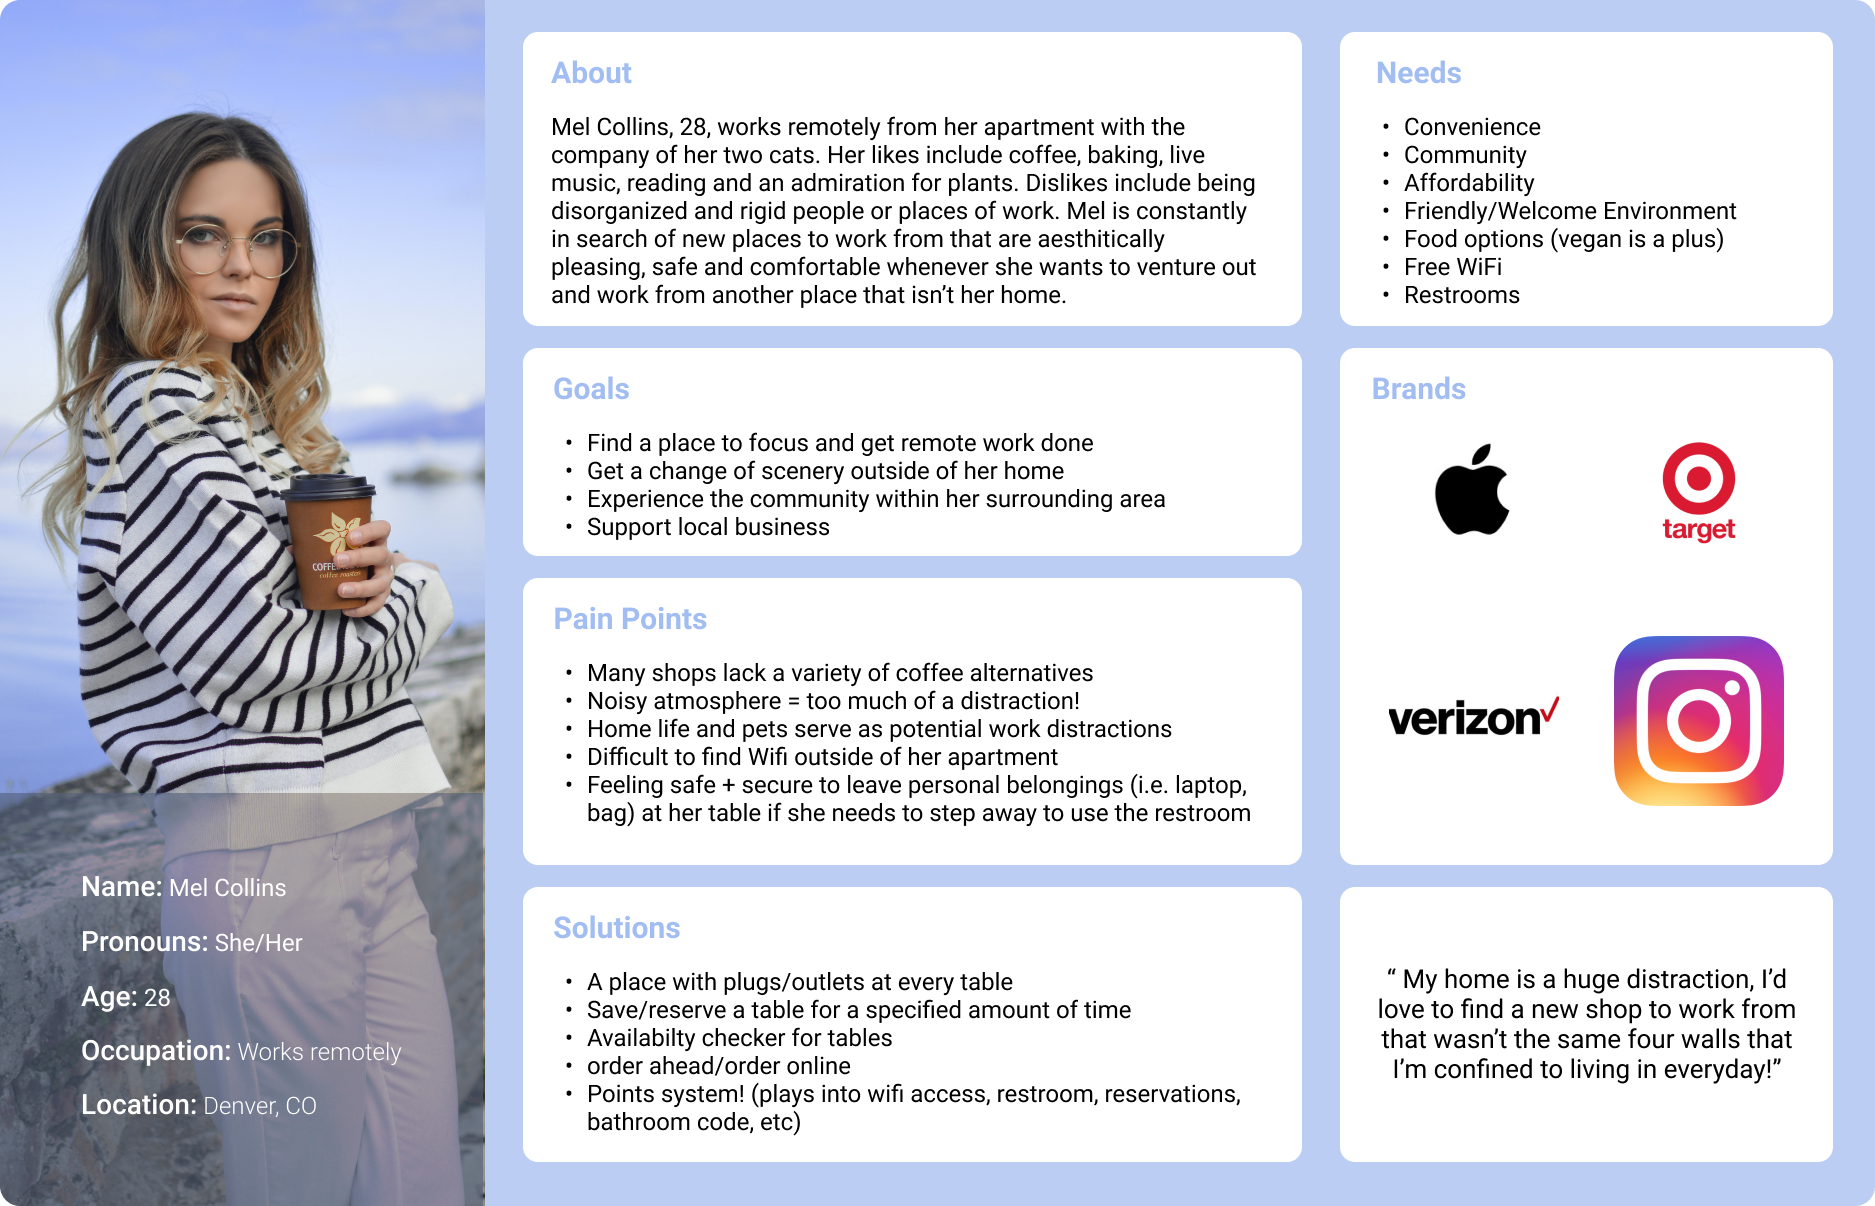 About
Mel Collins, 28, works remotely from her apartment with the
company of her two cats. Her likes include coffee, baking, live
music, reading and an admiration for plants. Dislikes include being
disorganized and rigid people or places of work. Mel is constantly
in search of new places to work from that are aesthitically
pleasing, safe and comfortable whenever she wants to venture out
and work from another place that isn’t her home.
Needs
• Convenience
• Community
• Affordability
• Friendly/Welcome Environment
• Food options (vegan is a plus)
• Free WiFi
• Restrooms
Goals
• Find a place to focus and get remote work done
• Get a change of scenery outside of her home
• Experience the community within her surrounding area
• Support local business
Brands
target
verizon
Pain Points
• Many shops lack a variety of coffee alternatives
• Noisy atmosphere = too much of a distraction!
• Home life and pets serve as potential work distractions
• Difficult to find Wifi outside of her apartment
• Feeling safe + secure to leave personal belongings (i.e. laptop,
bag) at her table if she needs to step away to use the restroom
Solutions
• A place with plugs/outlets at every table
• Save/reserve a table for a specified amount of time
• Availabilty checker for tables
• order ahead/order online
• Points system! (plays into wifi access, restroom, reservations,
bathroom code, etc)
“ My home is a huge distraction, I’d
love to find a new shop to work from
that wasn’t the same four walls that
I’m confined to living in everyday!”
coffee
Name: Mel Collins
Pronouns: She/Her
Age: 28
Occupation: Works remotely
Location: Denver, CO